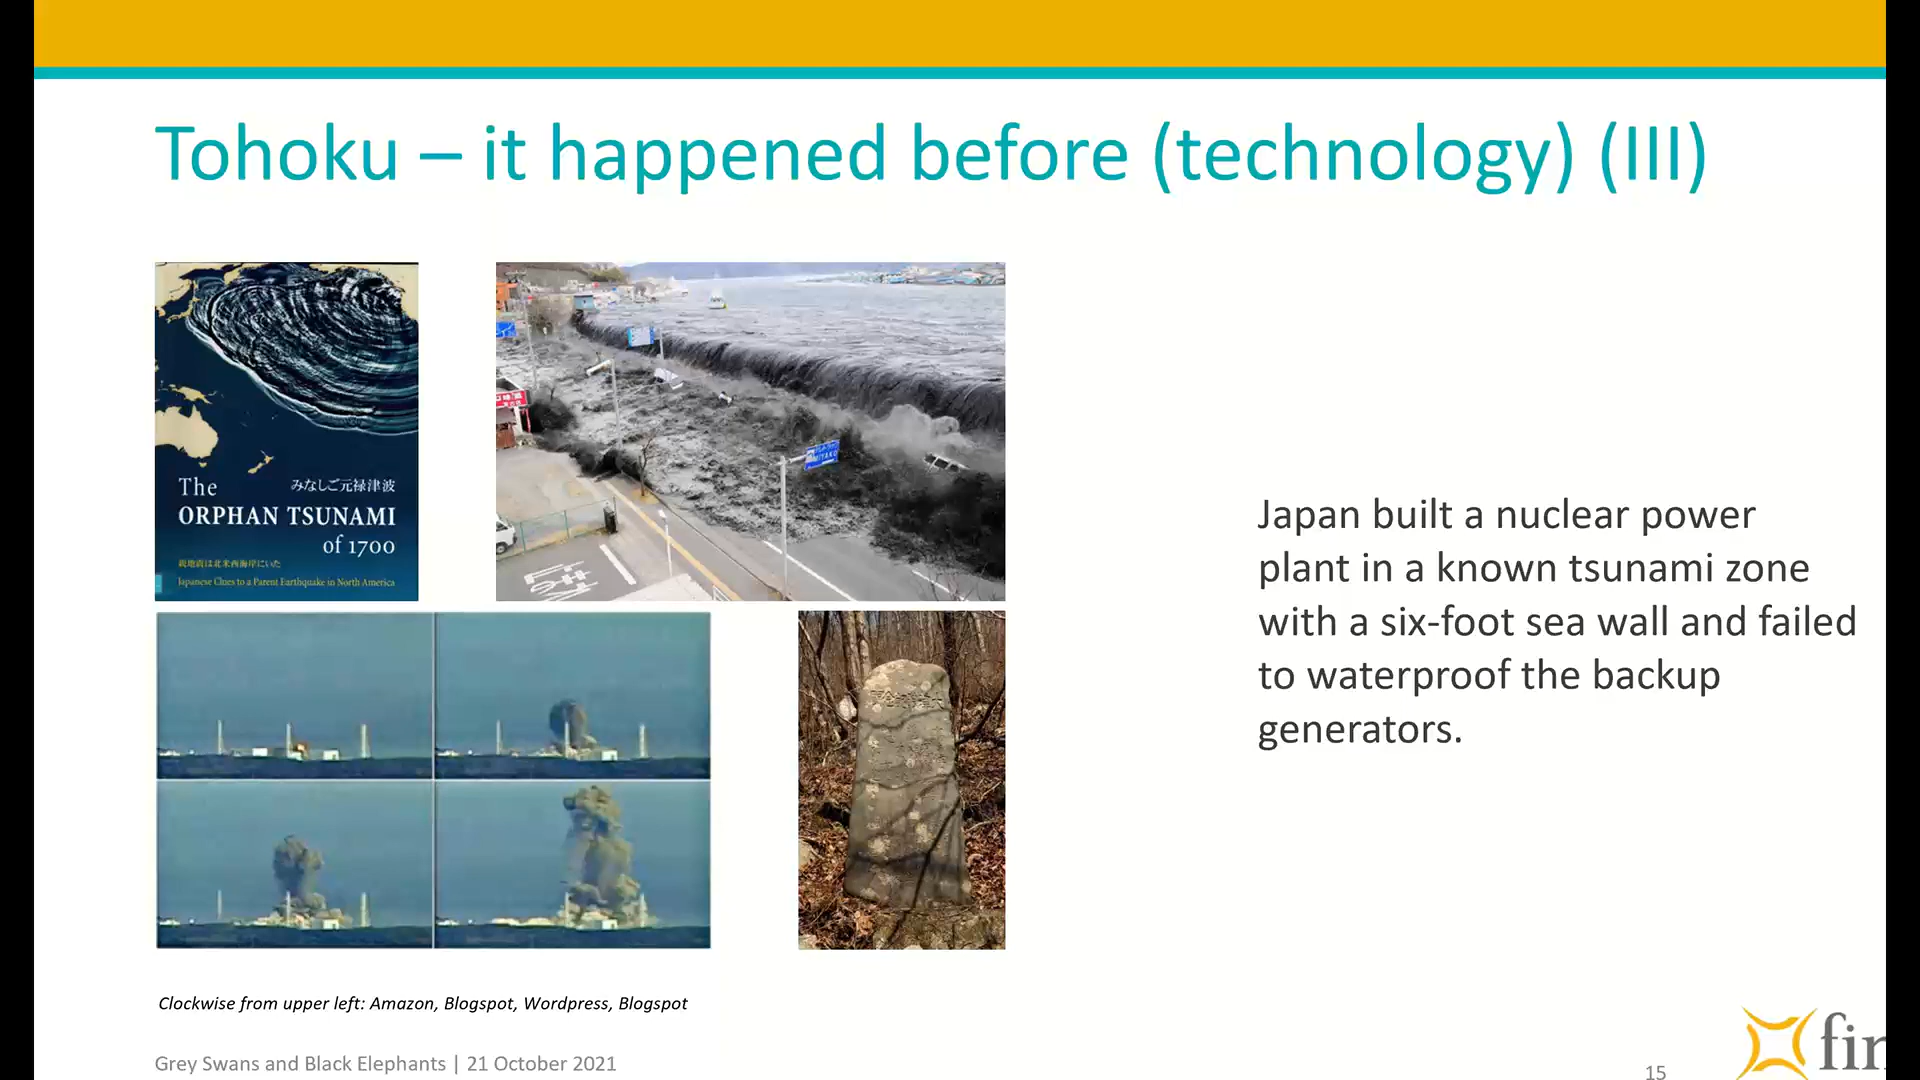 Tohoku – it happened before (technology) (III)
The
みなしご元禄津波
ORPHAN TSUNAMI
of 1700
親地震は北米西海岸にいた
Japanese Clues to a Parent Earthquake in North America
MIYAKO
Japan built a nuclear power
plant in a known tsunami zone
with a six-foot sea wall and failed
to waterproof the backup
generators.
Clockwise from upper left: Amazon, Blogspot, Wordpress, Blogspot
Grey Swans and Black Elephants | 21 October 2021
15